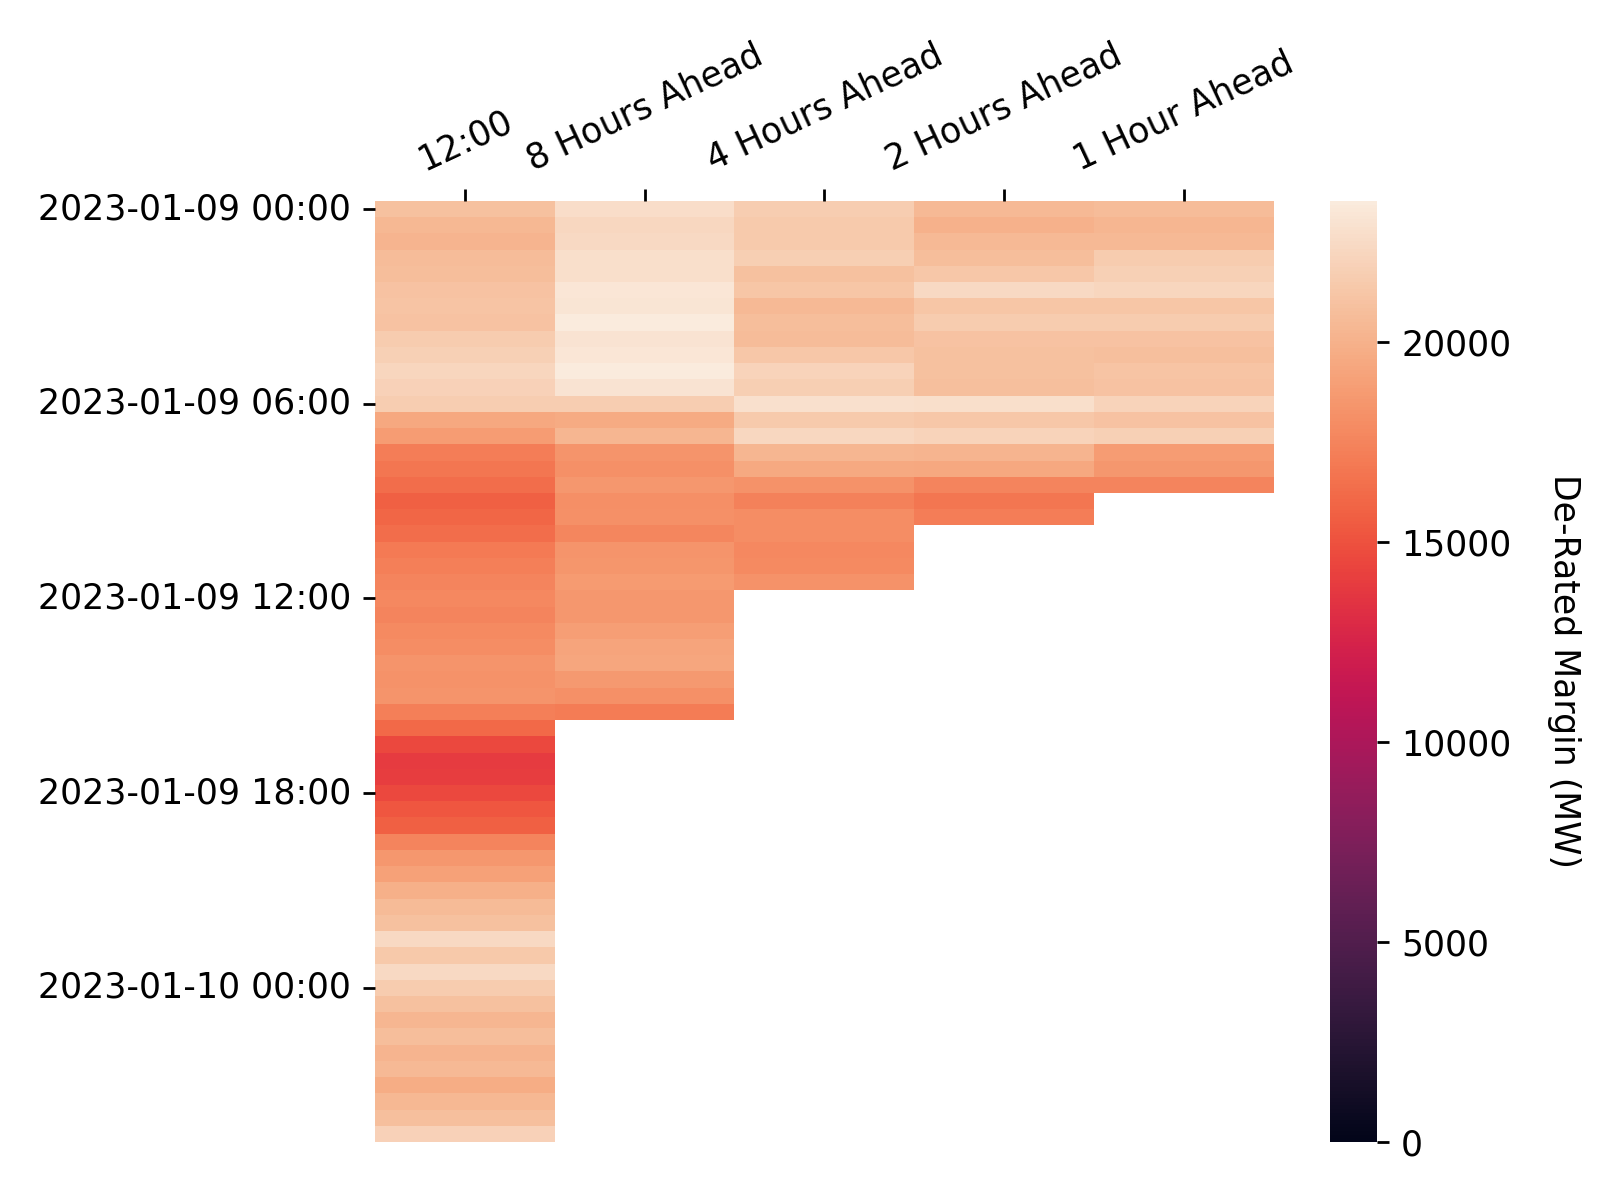 12:00
8 Hours Ahead
4 Hours Ahead
2 Hours Ahead
1 Hour Ahead
2023-01-09 00:00
2023-01-09 06:00
2023-01-09 12:00
2023-01-09 18:00
2023-01-10 00:00
20000
15000
10000
5000
0
De-Rated Margin (MW)